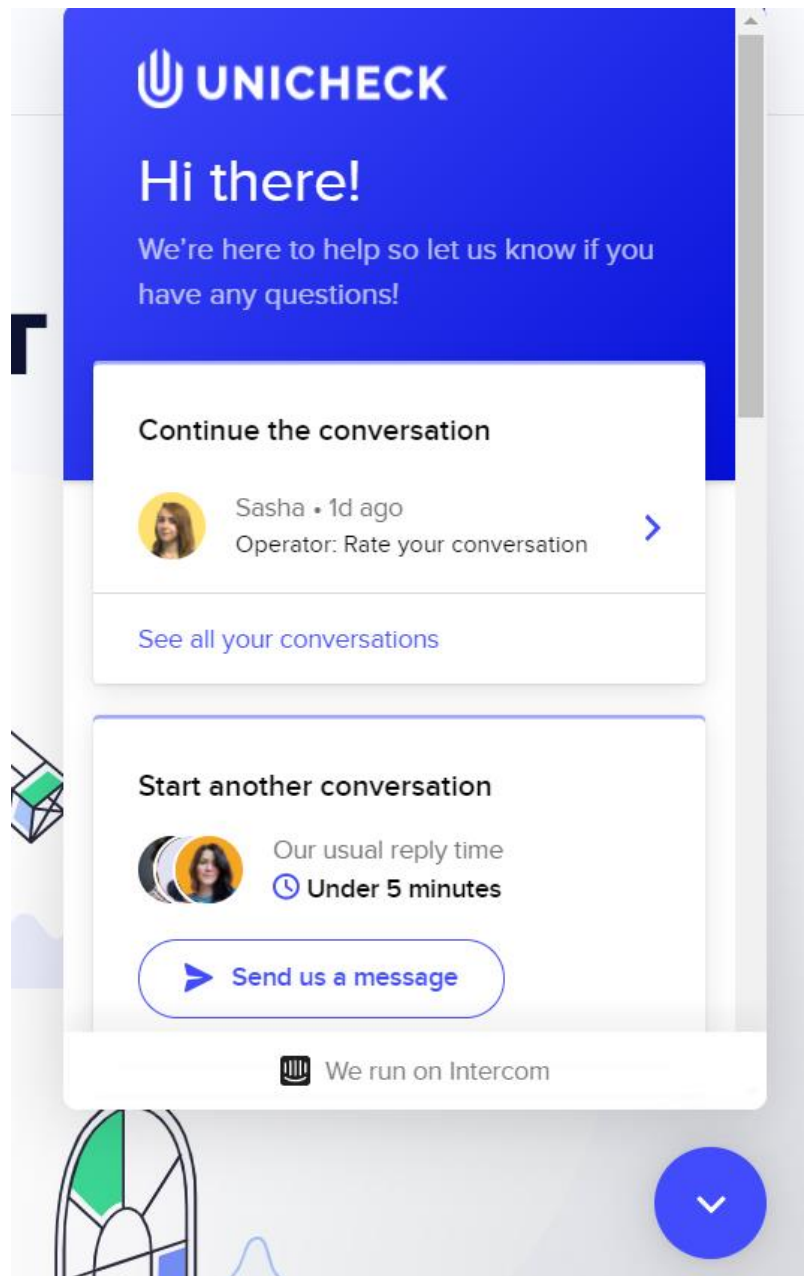 UNICHECK
Hi there!
We’re here to help so let us know if you
have any questions!
T
Continue the conversation
Sasha • 1d ago
Operator: Rate your conversation
See all your conversations
Start another conversation
Our usual reply time
Under 5 minutes
Send us a message
We run on Intercom